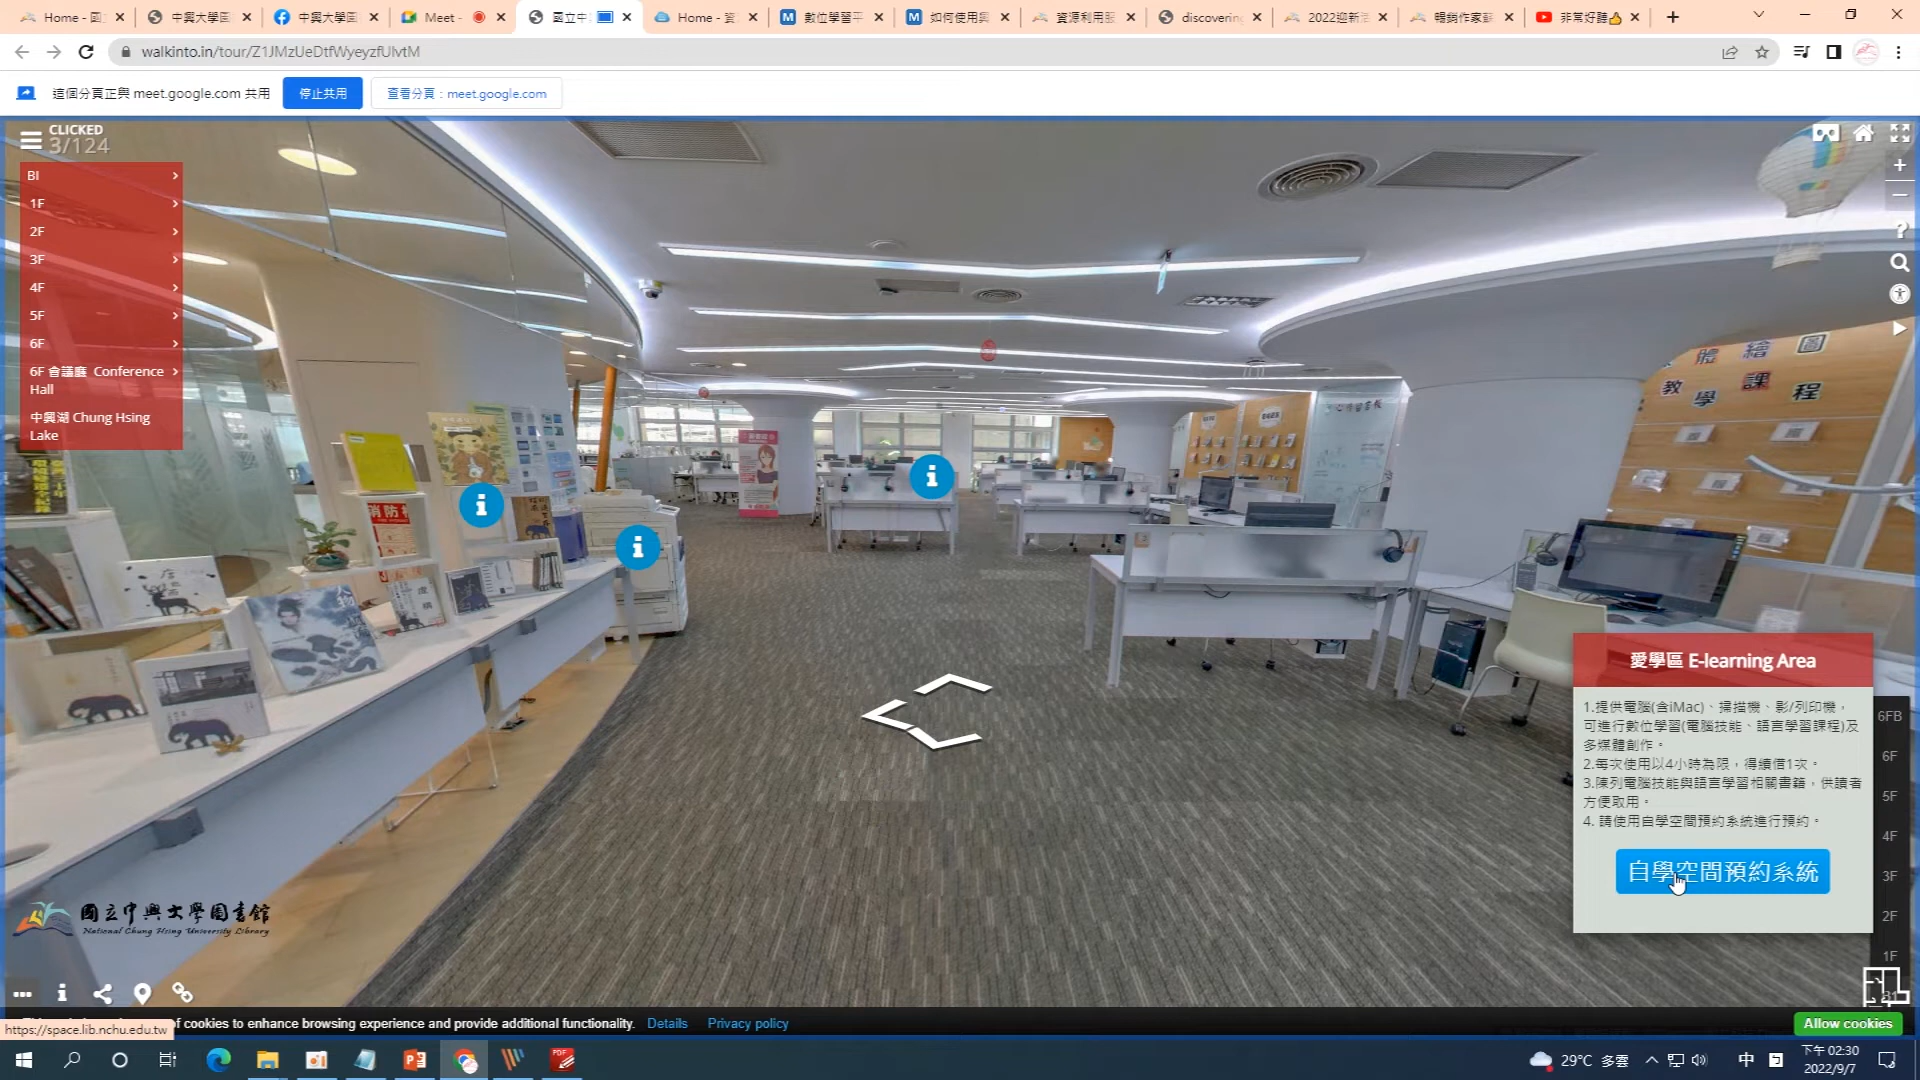 Home - 國
中興大學圖
中興大學圖
Meet -
國立中
Home - 資
數位學習平
如何使用與
資源利用服
discovering
2022迎新活
暢銷作家
非常好聽👍
walkinto.in/tour/Z1JMzUeDtfWyeyzfUlvtM
這個分頁正與 meet.google.com 共用
停止共用
查看分頁：meet.google.com
CLICKED
3/124
BI
1F
2F
3F
4F
5F
6F
6F 會議廳 Conference
Hall
中興湖 Chung Hsing
Lake
體 繪 圖
教 學 課 程
消防
愛學區 E-learning Area
1.提供電腦(含iMac)、掃描機、影/列印機，
可進行數位學習(電腦技能、語言學習課程)及
多媒體創作。
2.每次使用以4小時為限，得續借1次。
3.陳列電腦技能與語言學習相關書籍，供讀者
方便取用。
4. 請使用自學空間預約系統進行預約。
自學空間預約系統
6FB
6F
5F
4F
3F
2F
1F
國立中興大學圖書館
National Chung Hsing University Library
https://space.lib.nchu.edu.tw
of cookies to enhance browsing experience and provide additional functionality.
Details
Privacy policy
Allow cookies
29°C 多雲
中
下午 02:30
2022/9/7